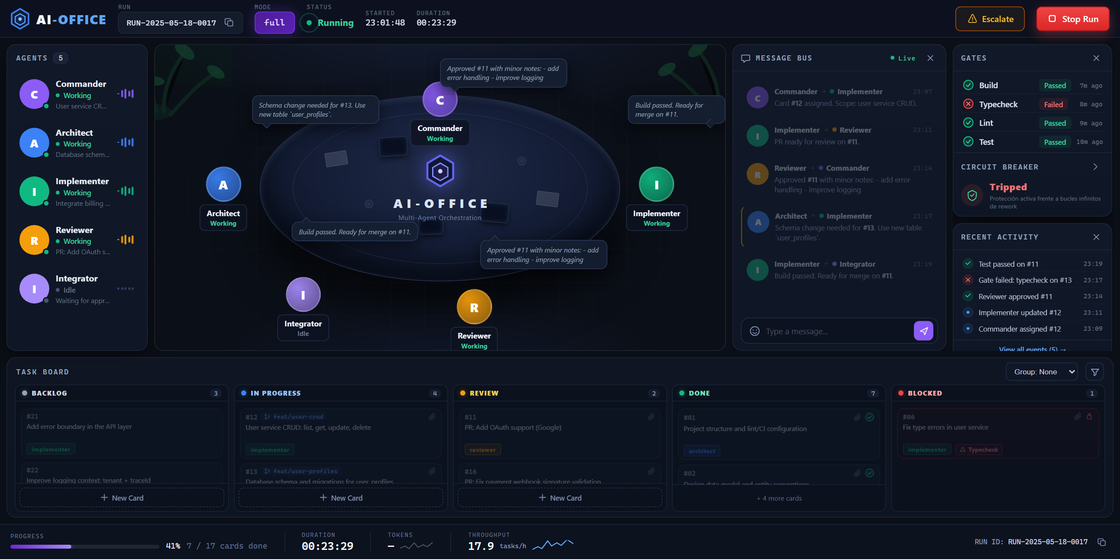 AI-OFFICE
RUN
RUN-2025-05-18-0017
MODE
full
STATUS
Running
STARTED
23:01:48
DURATION
00:23:29
Escalate
Stop Run
AGENTS 5
C
Commander
Working
User service CR...
A
Architect
Working
Database schem...
I
Implementer
Working
Integrate billing ...
R
Reviewer
Working
PR: Add OAuth s...
I
Integrator
Idle
Waiting for appr...
Approved #11 with minor notes: - add
error handling - improve logging
Schema change needed for #13. Use
new table `user_profiles`.
Build passed. Ready for
merge on #11.
C
Commander
Working
A
Architect
Working
I
Implementer
Working
AI-OFFICE
Multi-Agent Orchestration
Build passed. Ready for merge on #11.
Approved #11 with minor notes: - add
error handling - improve logging
I
Integrator
Idle
R
Reviewer
Working
MESSAGE BUS
Live
C
Commander → Implementer 23:07
Card #12 assigned. Scope: user service CRUD.
I
Implementer → Reviewer 23:11
PR ready for review on #11.
R
Reviewer → Commander 23:14
Approved #11 with minor notes: - add error
handling - improve logging
A
Architect → Implementer 23:17
Schema change needed for #13. Use new table
`user_profiles`.
I
Implementer → Integrator 23:19
Build passed. Ready for merge on #11.
Type a message...
GATES
Build Passed 7m ago
Typecheck Failed 8m ago
Lint Passed 9m ago
Test Passed 10m ago
CIRCUIT BREAKER
Tripped
Protección activa frente a bucles infinitos
de rework.
RECENT ACTIVITY
Test passed on #11 23:19
Gate failed: typecheck on #13 23:17
Reviewer approved #11 23:14
Implementer updated #12 23:11
Commander assigned #12 23:09
View all events (5) →
TASK BOARD
Group: None
BACKLOG 3
#21
Add error boundary in the API layer
implementer
#22
Improve logging context: tenant + traceId
+ New Card
IN PROGRESS 4
#12 feat/user-crud
User service CRUD: list, get, update, delete
implementer
#13 feat/user-profiles
Database schema and migrations for user_profiles
+ New Card
REVIEW 2
#11
PR: Add OAuth support (Google)
reviewer
#16
PR: Fix payment webhook signature validation
+ New Card
DONE 7
#01
Project structure and lint/CI configuration
architect
#02
Design data model and entity conventions
+ 4 more cards
BLOCKED 1
#06
Fix type errors in user service
implementer
Typecheck
PROGRESS
41% 7 / 17 cards done
DURATION
00:23:29
TOKENS
—
THROUGHPUT
17.9 tasks/h
RUN ID: RUN-2025-05-18-0017